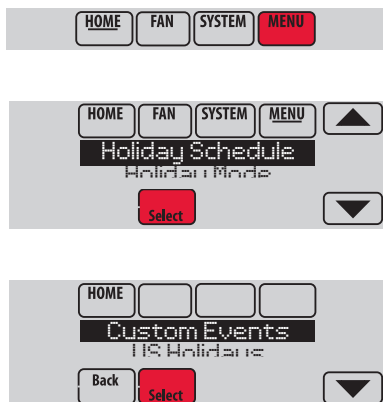 HOME FAN SYSTEM MENU
HOME FAN SYSTEM MENU
Holiday Schedule
Holiday Mode
Select
HOME
Custom Events
US Holidays
Back Select